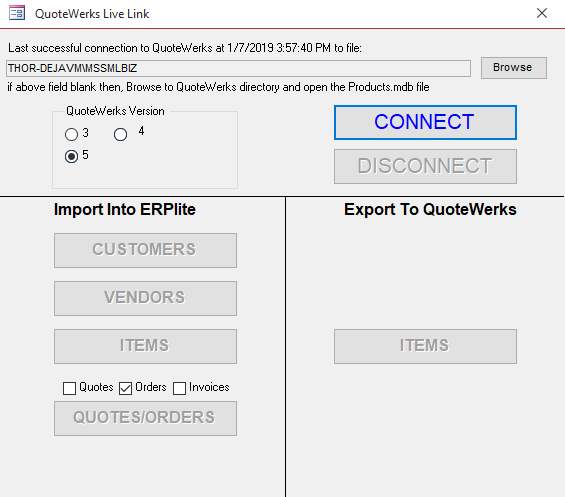 QuoteWerks Live Link
Last successful connection to QuoteWerks at 1/7/2019 3:57:40 PM to file:
THOR-DEJAVM\MSSMLBIZ
Browse
if above field blank then, Browse to QuoteWerks directory and open the Products.mdb file
QuoteWerks Version
3 4
5
CONNECT
DISCONNECT
Import Into ERPlite
CUSTOMERS
VENDORS
ITEMS
Quotes Orders Invoices
QUOTES/ORDERS
Export To QuoteWerks
ITEMS